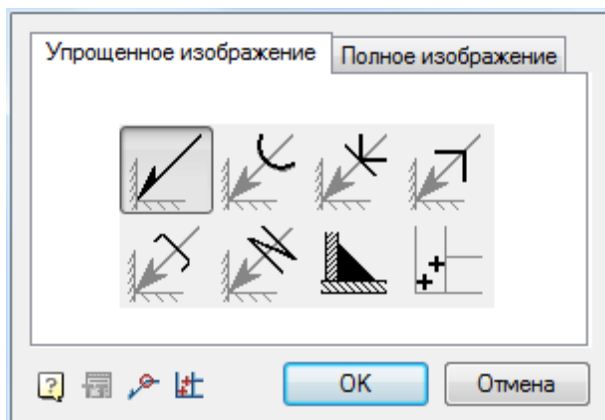 Упрощенное изображение
Полное изображение
OK
Отмена